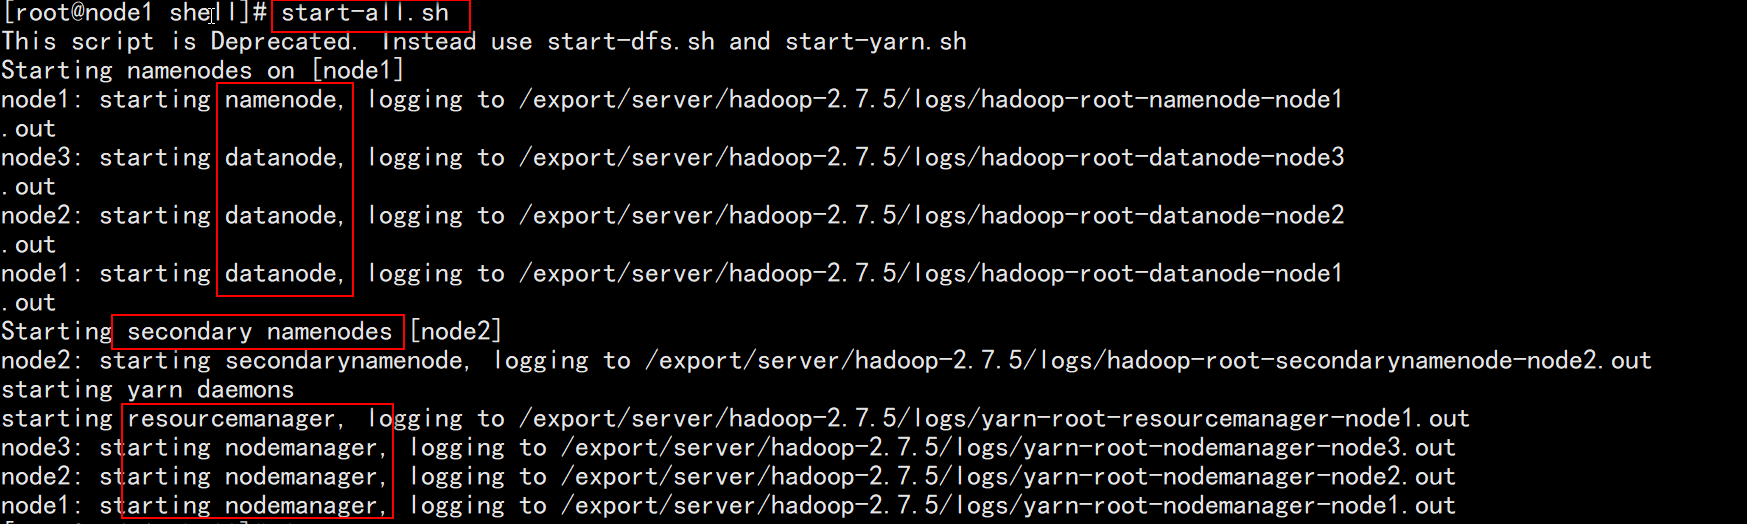 [root@node1 shell]# start-all.sh
This script is Deprecated. Instead use start-dfs.sh and start-yarn.sh
Starting namenodes on [node1]
node1: starting namenode, logging to /export/server/hadoop-2.7.5/logs/hadoop-root-namenode-node1
.out
node3: starting datanode, logging to /export/server/hadoop-2.7.5/logs/hadoop-root-datanode-node3
.out
node2: starting datanode, logging to /export/server/hadoop-2.7.5/logs/hadoop-root-datanode-node2
.out
node1: starting datanode, logging to /export/server/hadoop-2.7.5/logs/hadoop-root-datanode-node1
.out
Starting secondary namenodes [node2]
node2: starting secondarynamenode, logging to /export/server/hadoop-2.7.5/logs/hadoop-root-secondarynamenode-node2.out
starting yarn daemons
starting resourcemanager, logging to /export/server/hadoop-2.7.5/logs/yarn-root-resourcemanager-node1.out
node3: starting nodemanager, logging to /export/server/hadoop-2.7.5/logs/yarn-root-nodemanager-node3.out
node2: starting nodemanager, logging to /export/server/hadoop-2.7.5/logs/yarn-root-nodemanager-node2.out
node1: starting nodemanager, logging to /export/server/hadoop-2.7.5/logs/yarn-root-nodemanager-node1.out